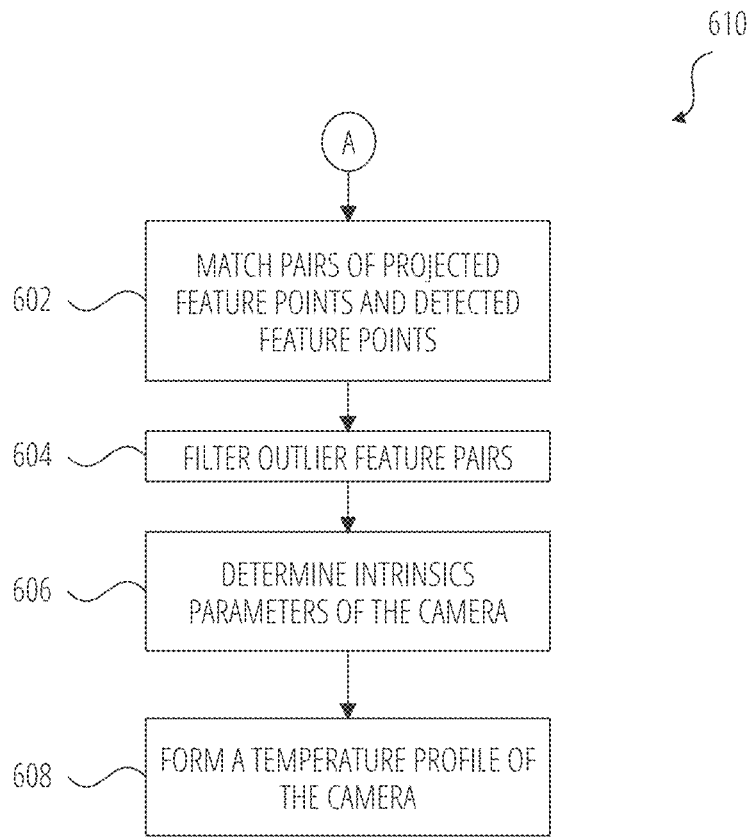 610
A
602
MATCH PAIRS OF PROJECTED
FEATURE POINTS AND DETECTED
FEATURE POINTS
604
FILTER OUTLIER FEATURE PAIRS
606
DETERMINE INTRINSICS
PARAMETERS OF THE CAMERA
608
FORM A TEMPERATURE PROFILE OF
THE CAMERA